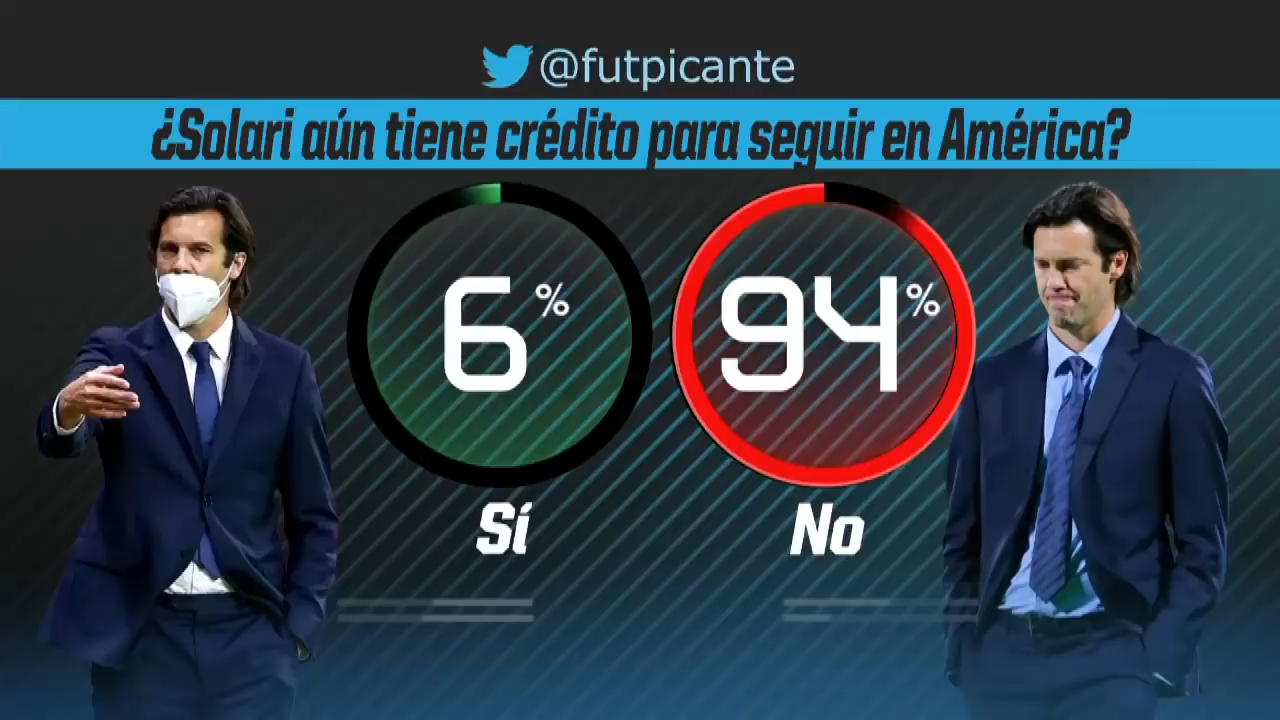 @futpicante
¿Solari aún tiene crédito para seguir en América?
6%
94%
Sí
No